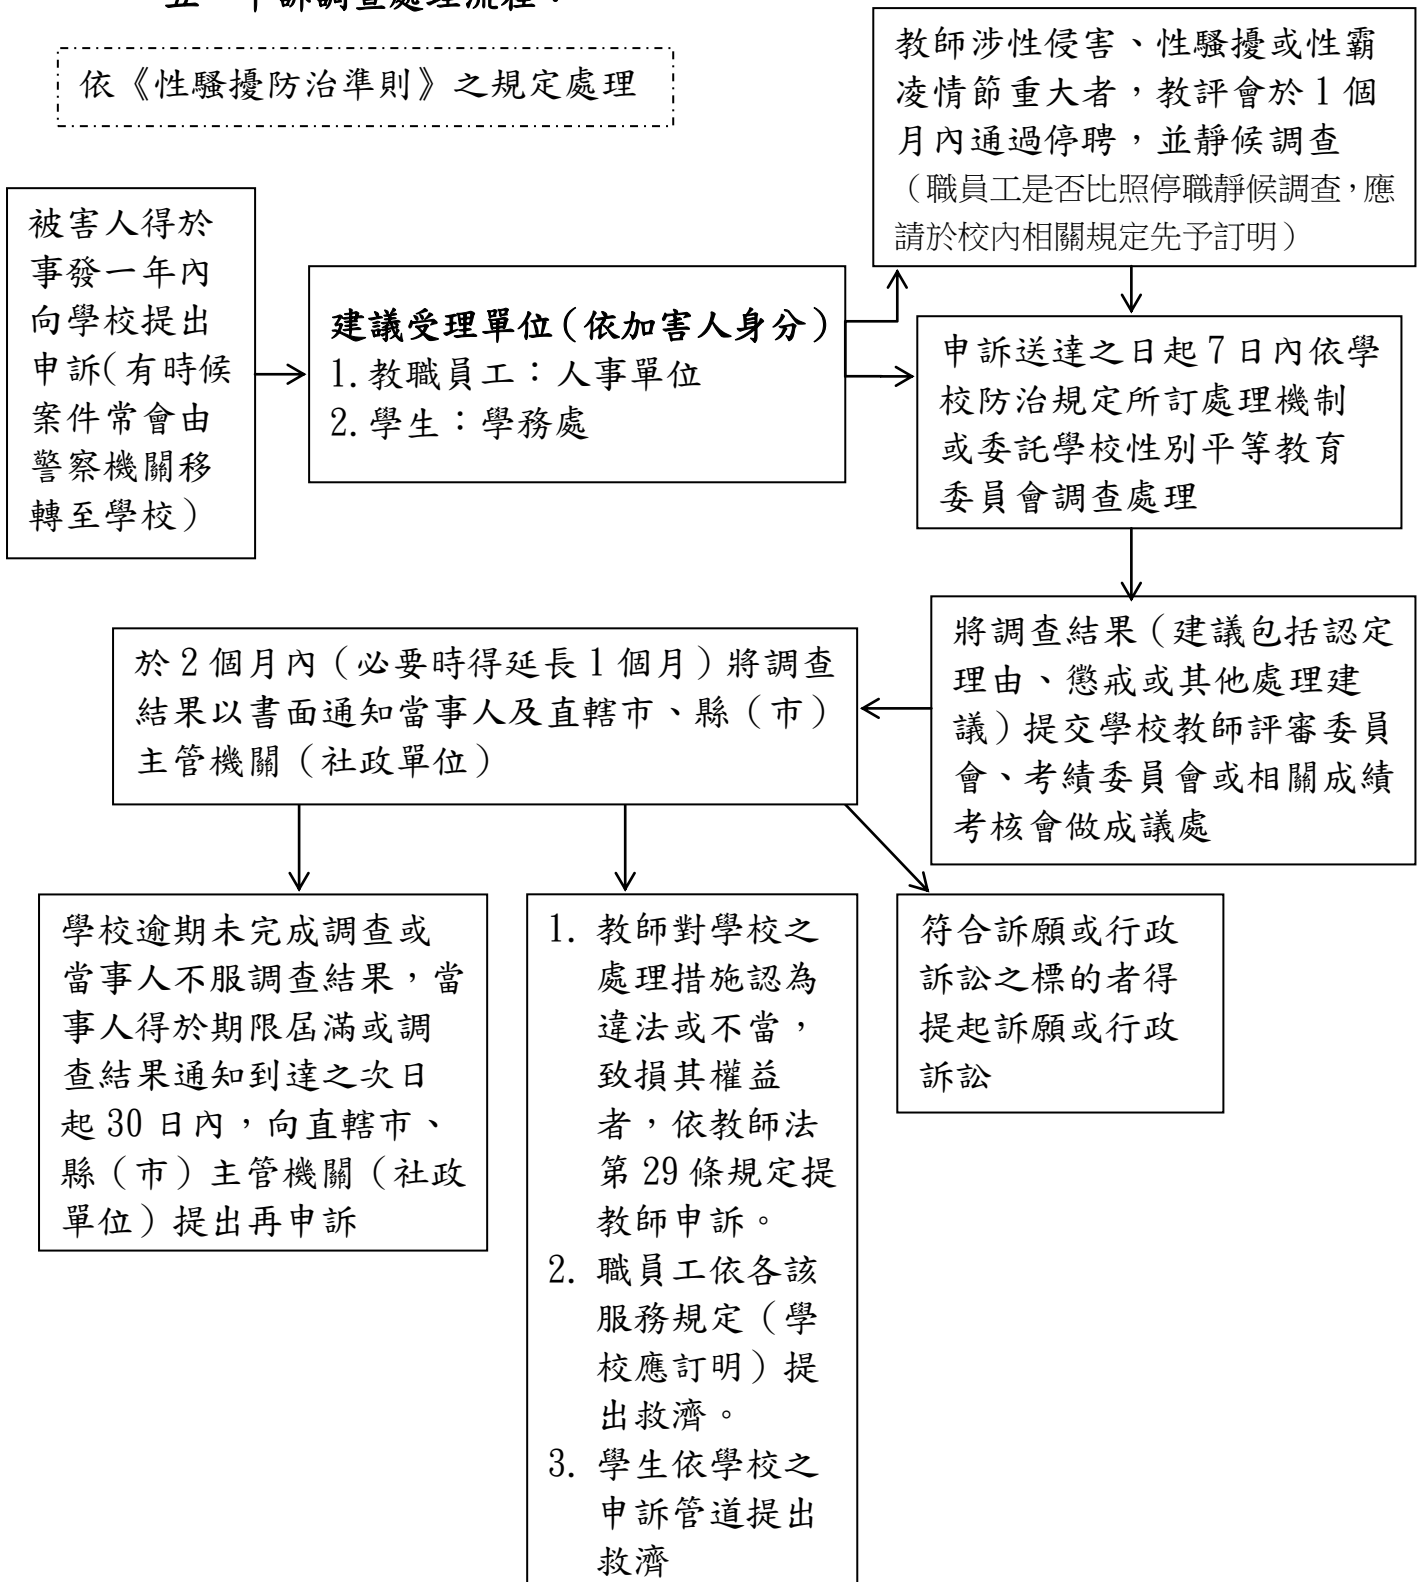 五、申訴調查處理流程：
依《性騷擾防治準則》之規定處理
教師涉性侵害、性騷擾或性霸
凌情節重大者，教評會於1個
月內通過停聘，並靜候調查
（職員工是否比照停職靜候調查，應
請於校內相關規定先予訂明）
被害人得於
事發一年內
向學校提出
申訴(有時候
案件常會由
警察機關移
轉至學校)
建議受理單位(依加害人身分)
1.教職員工：人事單位
2.學生：學務處
申訴送達之日起7日內依學
校防治規定所訂處理機制
或委託學校性別平等教育
委員會調查處理
將調查結果（建議包括認定
理由、懲戒或其他處理建
議）提交學校教師評審委員
會、考績委員會或相關成績
考核會做成議處
於2個月內（必要時得延長1個月）將調查
結果以書面通知當事人及直轄市、縣（市）
主管機關（社政單位）
學校逾期未完成調查或
當事人不服調查結果，當
事人得於期限屆滿或調
查結果通知到達之次日
起30日內，向直轄市、
縣（市）主管機關（社政
單位）提出再申訴
1. 教師對學校之
處理措施認為
違法或不當，
致損其權益
者，依教師法
第29條規定提
教師申訴。
2. 職員工依各該
服務規定（學
校應訂明）提
出救濟。
3. 學生依學校之
申訴管道提出
救濟
符合訴願或行政
訴訟之標的者得
提起訴願或行政
訴訟